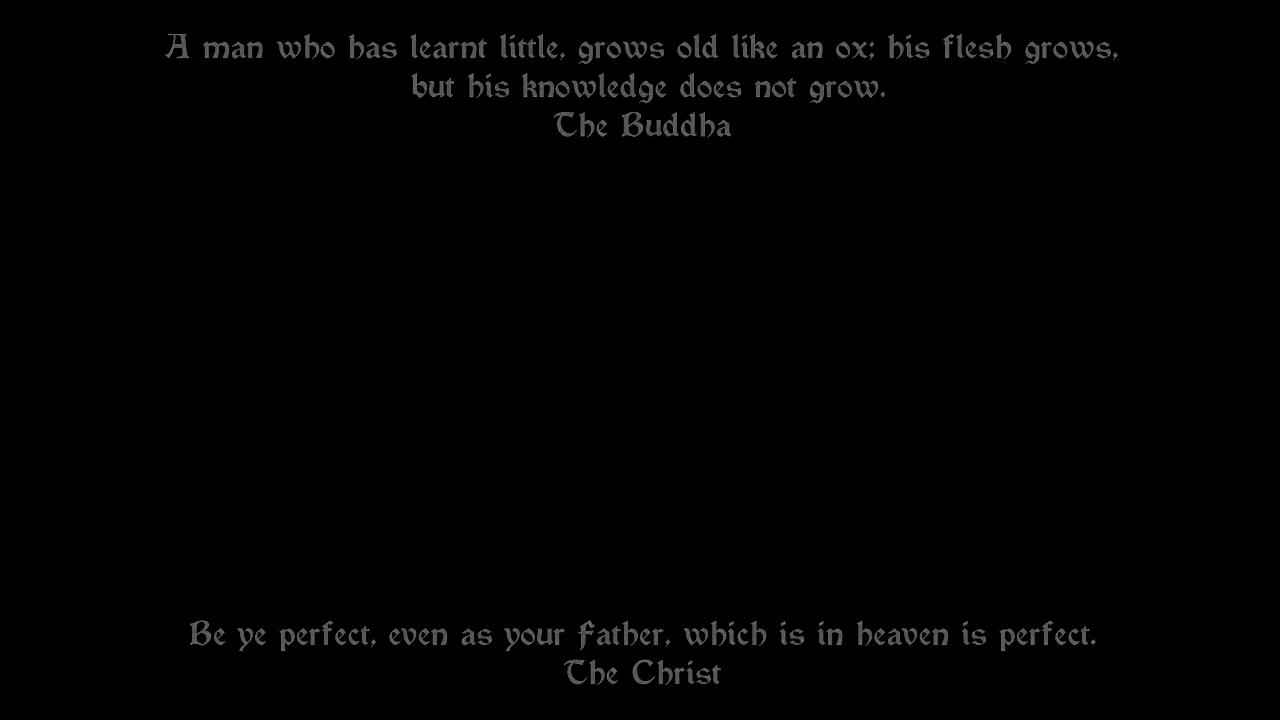 A man who has learnt little, grows old like an ox; his flesh grows,
but his knowledge does not grow.
The Buddha
Be ye perfect, even as your Father, which is in heaven is perfect.
The Christ